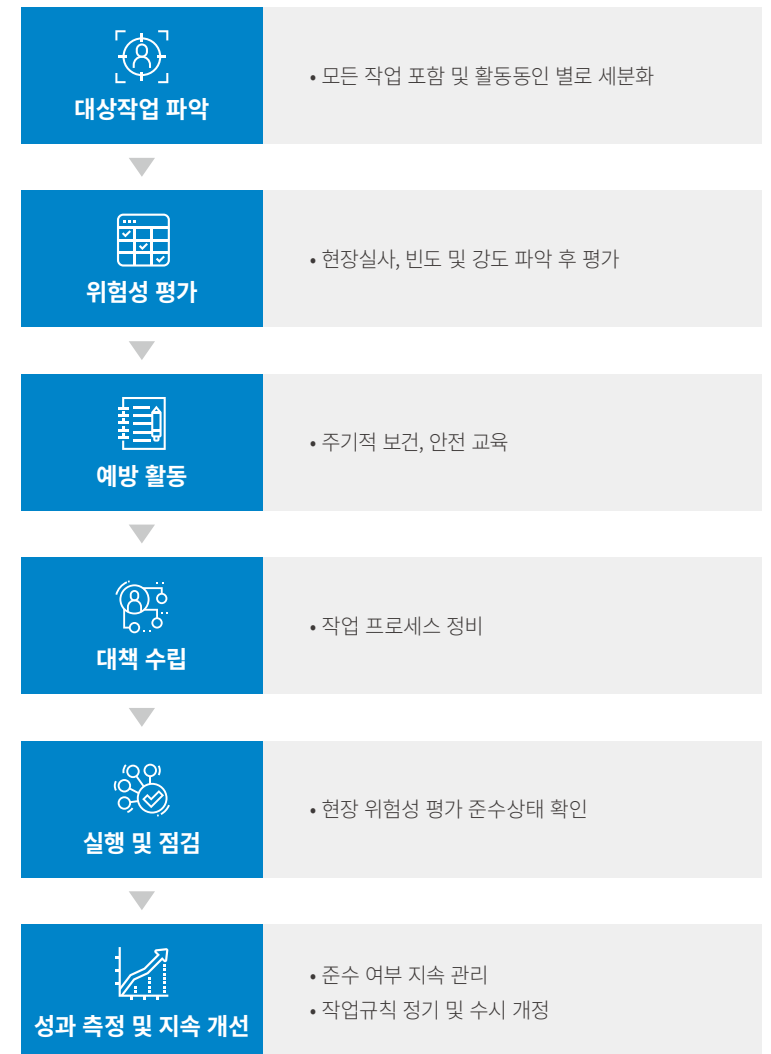 대상작업 파악
• 모든 작업 포함 및 활동동인 별로 세분화
위험성 평가
• 현장실사, 빈도 및 강도 파악 후 평가
예방 활동
• 주기적 보건, 안전 교육
대책 수립
• 작업 프로세스 정비
실행 및 점검
• 현장 위험성 평가 준수상태 확인
성과 측정 및 지속 개선
• 준수 여부 지속 관리
• 작업규칙 정기 및 수시 개정